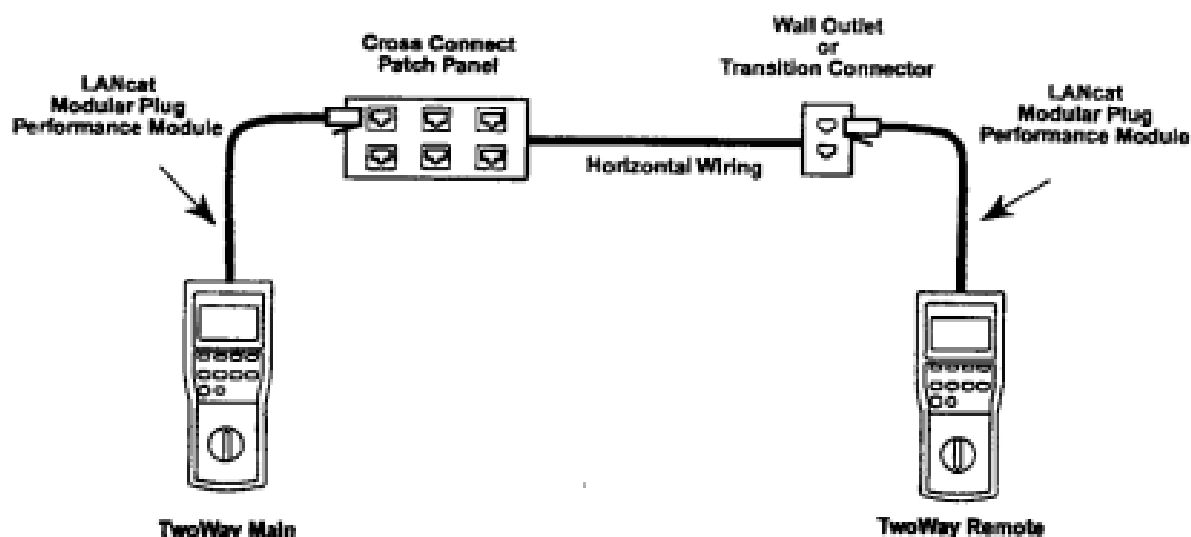 Cross Connect
Patch Panel
Wall Outlet
or
Transition Connector
LANcat
Modular Plug
Performance Module
LANcat
Modular Plug
Performance Module
Horizontal Wiring
TwoWay Main
TwoWay Remote